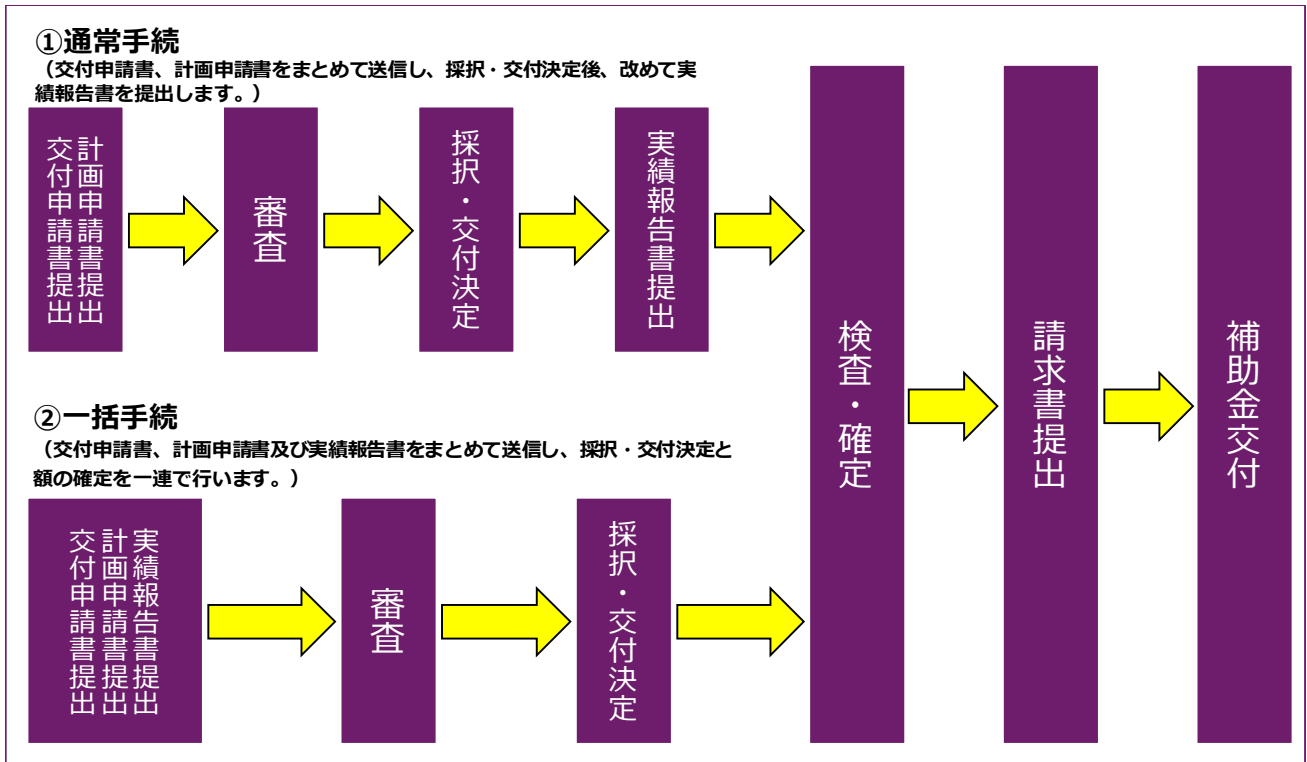 ①通常手続
（交付申請書、計画申請書をまとめて送信し、採択・交付決定後、改めて実
績報告書を提出します。）
計画申請書提出
交付申請書提出
審査
採択・交付決定
実績報告書提出
②一括手続
（交付申請書、計画申請書及び実績報告書をまとめて送信し、採択・交付決定と
額の確定を一連で行います。）
実績報告書提出
計画申請書提出
交付申請書提出
審査
採択・交付決定
検査・確定
請求書提出
補助金交付